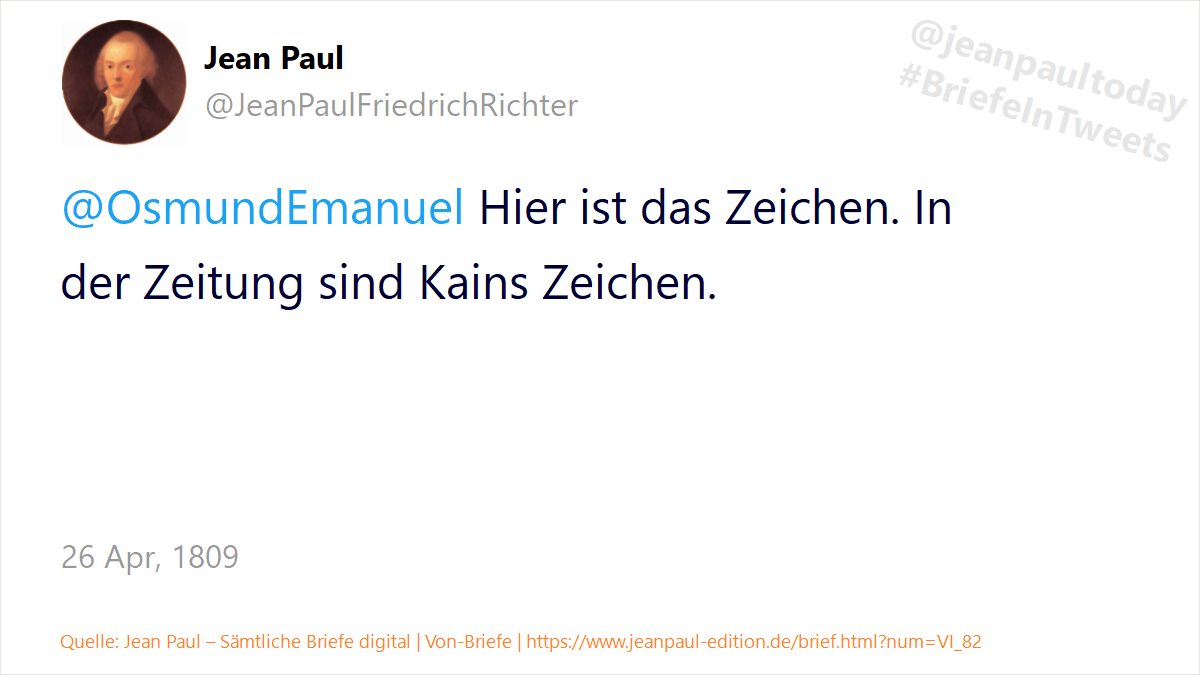 Jean Paul
@JeanPaulFriedrichRichter
@jeanpaultoday
#BriefeInTweets
@OsmundEmanuel Hier ist das Zeichen. In
der Zeitung sind Kains Zeichen.
26 Apr, 1809
Quelle: Jean Paul – Sämtliche Briefe digital | Von-Briefe | https://www.jeanpaul-edition.de/brief.html?num=VI_82